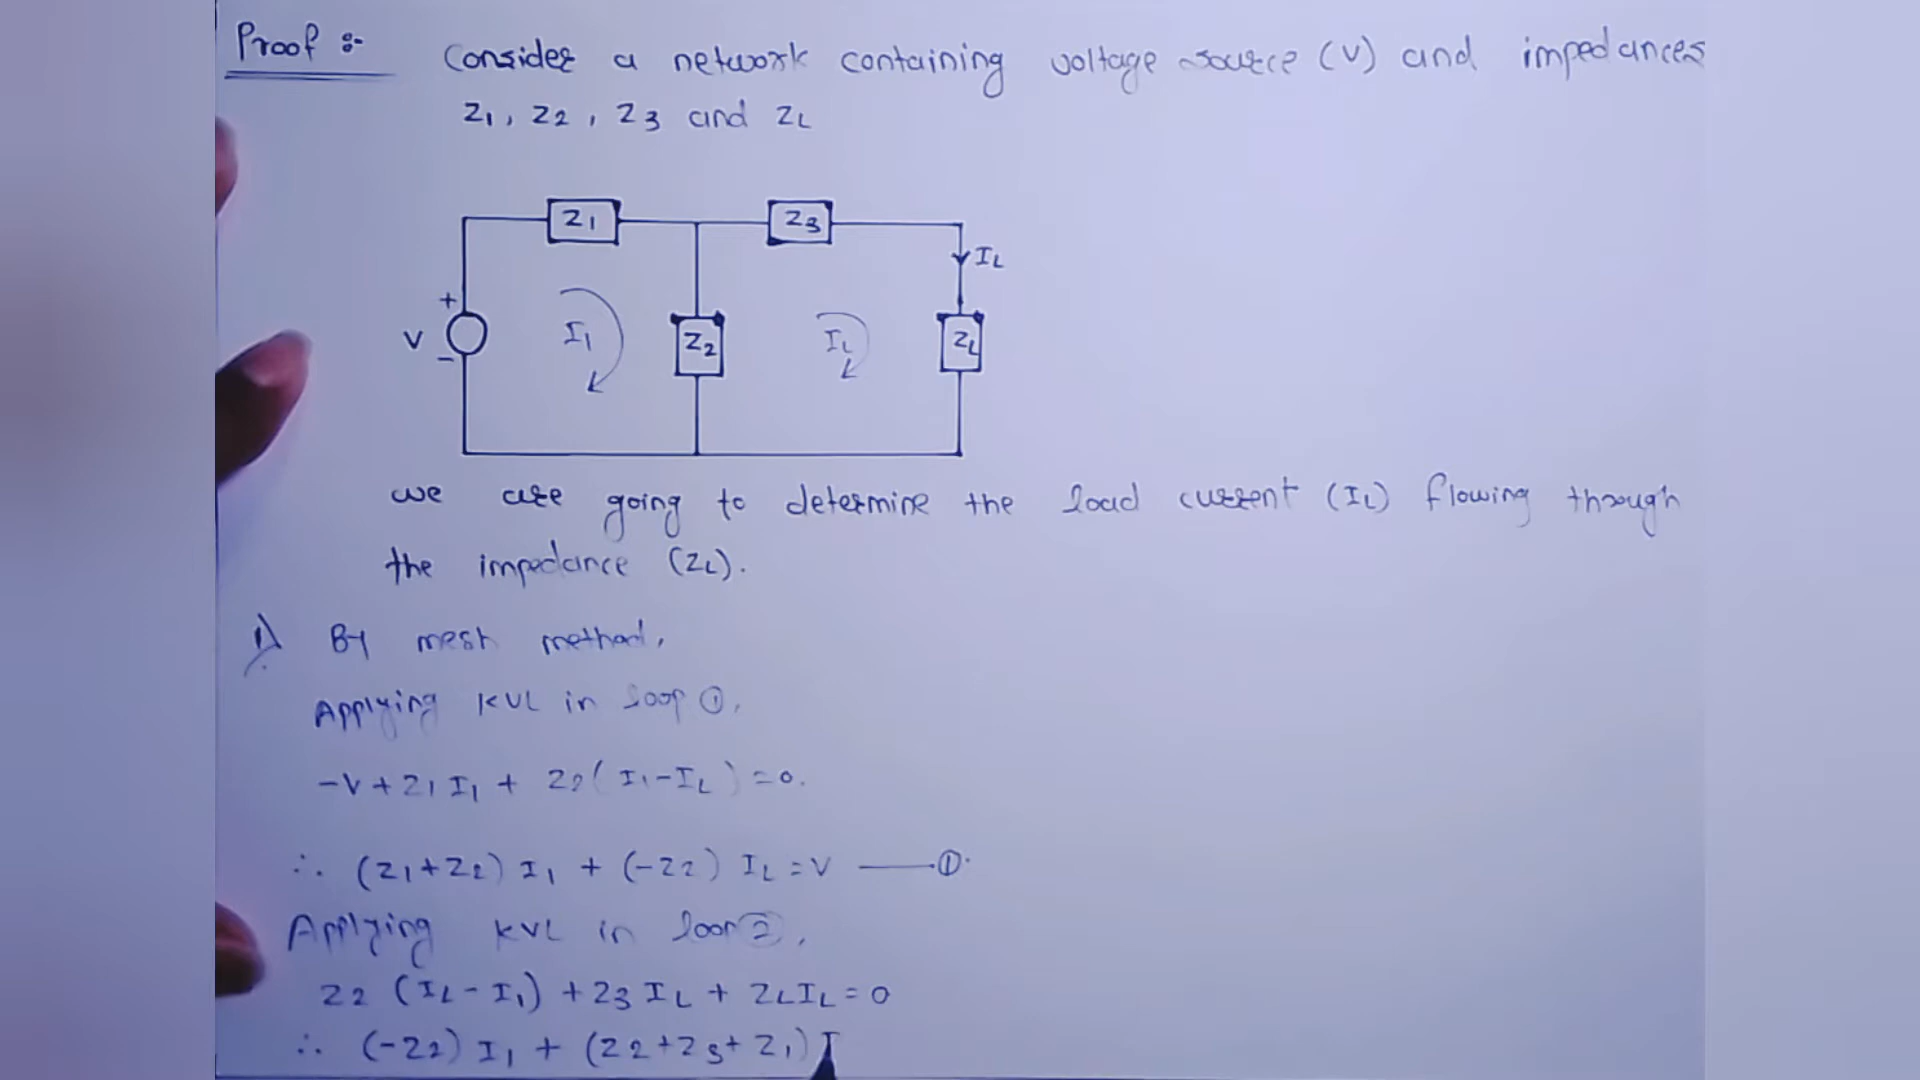 Proof :-
Consider a network containing voltage source (V) and impedances
Z1, Z2, Z3 and ZL
Z1
Z3
IL
+
V
-
I1
Z2
IL
ZL
we are going to determine the load current (IL) flowing through
the impedance (ZL).
1) By mesh method,
Applying KVL in loop ①,
-V + Z1 I1 + Z2 ( I1 - IL ) = 0.
∴ (Z1+Z2) I1 + (-Z2) IL = V ——①
Applying KVL in loop ②,
Z2 (IL - I1) + Z3 IL + ZL IL = 0
∴ (-Z2) I1 + (Z2+Z3+Z1) I